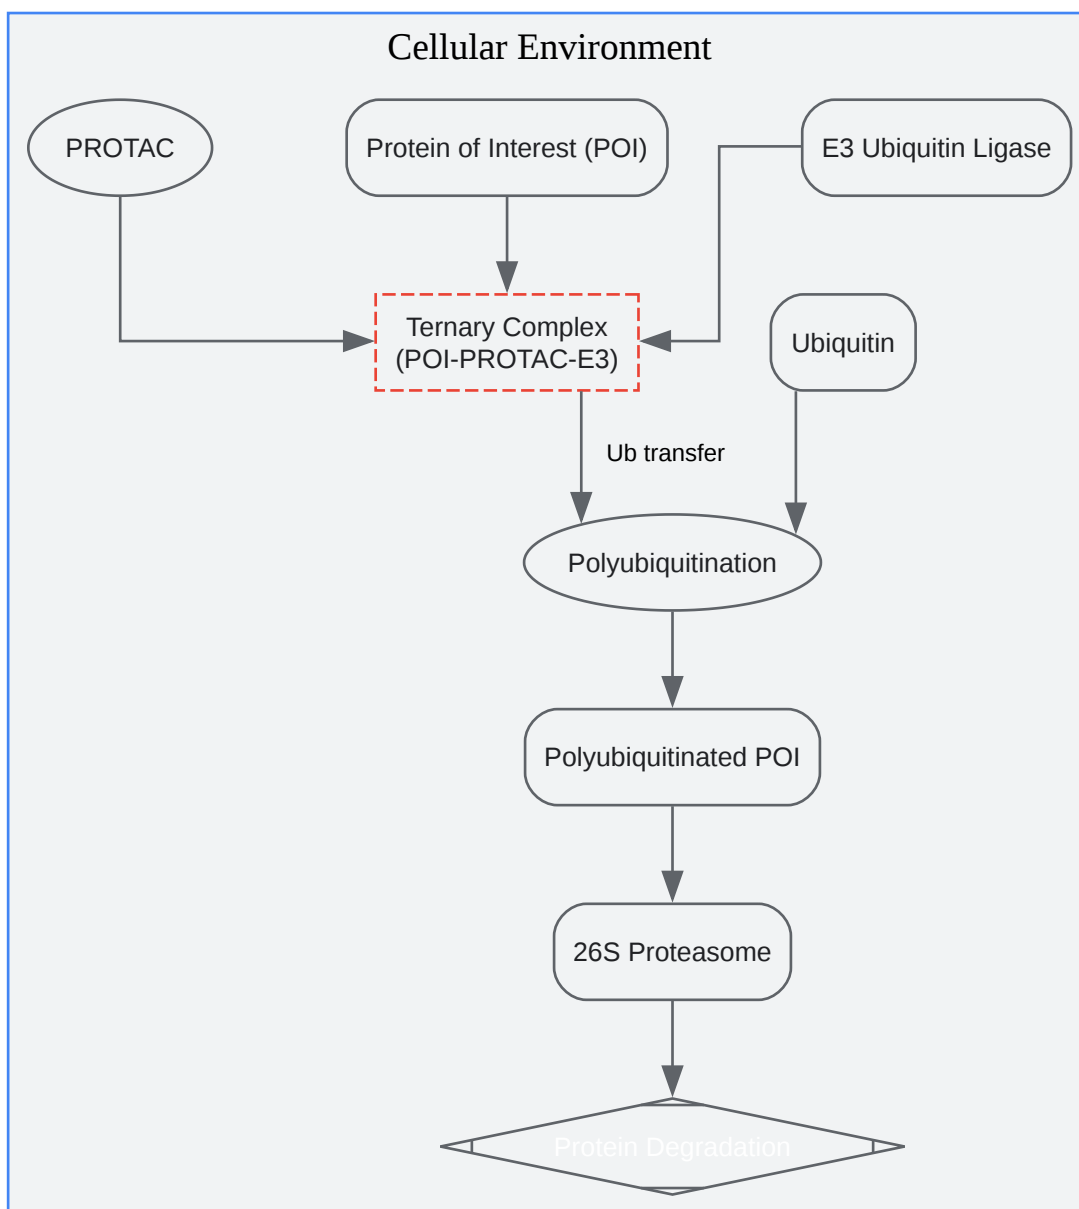 Cellular Environment
PROTAC
Protein of Interest (POI)
E3 Ubiquitin Ligase
Ternary Complex
(POI-PROTAC-E3)
Ubiquitin
Ub transfer
Polyubiquitination
Polyubiquitinated POI
26S Proteasome
Protein Degradation